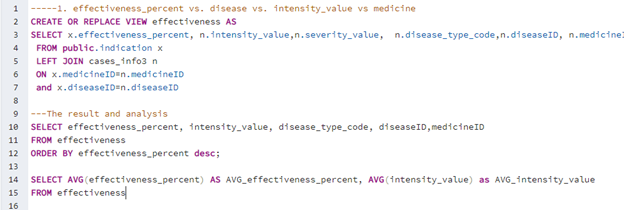 1 -----1. effectiveness_percent vs. disease vs. intensity_value vs medicine
2 CREATE OR REPLACE VIEW effectiveness AS
3 SELECT x.effectiveness_percent, n.intensity_value,n.severity_value, n.disease_type_code,n.diseaseID, n.medicineI
4 FROM public.indication x
5 LEFT JOIN cases_info3 n
6 ON x.medicineID=n.medicineID
7 and x.diseaseID=n.diseaseID
8
9 ---The result and analysis
10 SELECT effectiveness_percent, intensity_value, disease_type_code, diseaseID,medicineID
11 FROM effectiveness
12 ORDER BY effectiveness_percent desc;
13
14 SELECT AVG(effectiveness_percent) AS AVG_effectiveness_percent, AVG(intensity_value) as AVG_intensity_value
15 FROM effectiveness
16